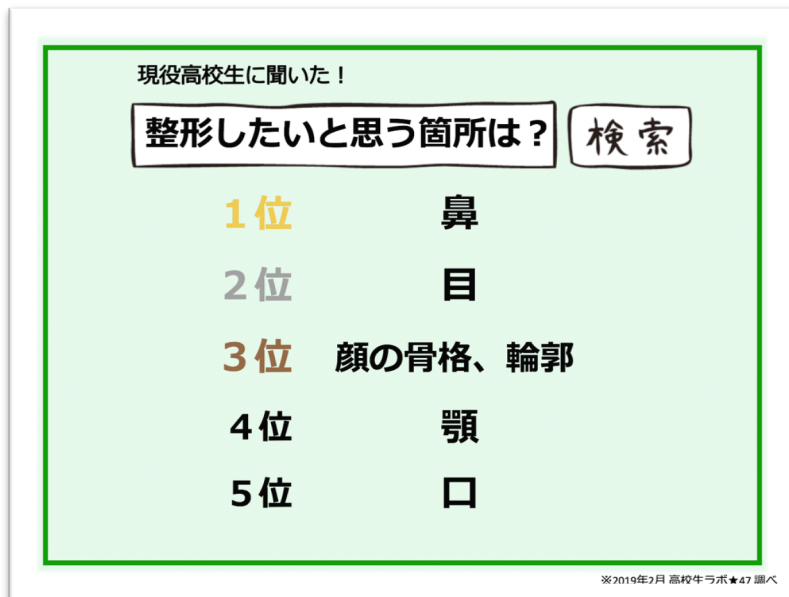 現役高校生に聞いた！
整形したいと思う箇所は？ 検索
１位 鼻
２位 目
３位 顔の骨格、輪郭
４位 顎
５位 口
※2019年2月 高校生ラボ★47 調べ